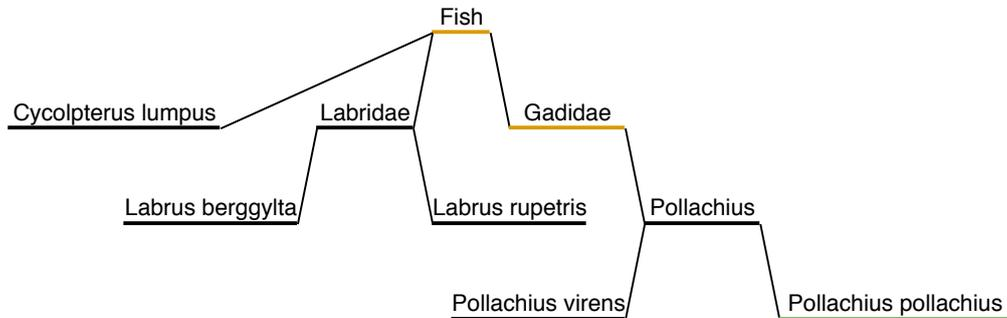 Fish
Cycolpterus lumpus
Labridae
Gadidae
Labrus berggylta
Labrus rupetris
Pollachius
Pollachius virens
Pollachius pollachius